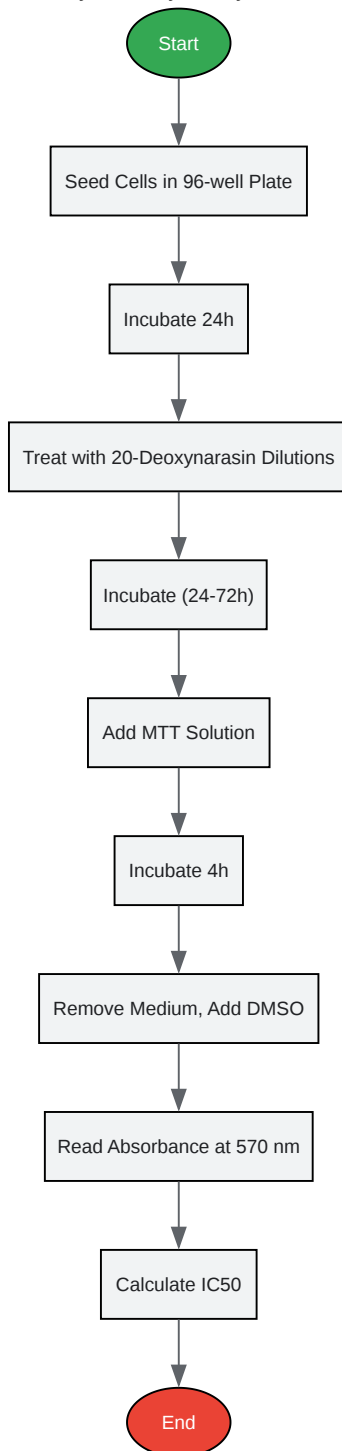 Start
Seed Cells in 96-well Plate
Incubate 24h
Treat with 20-Deoxynarasin Dilutions
Incubate (24-72h)
Add MTT Solution
Incubate 4h
Remove Medium, Add DMSO
Read Absorbance at 570 nm
Calculate IC50
End